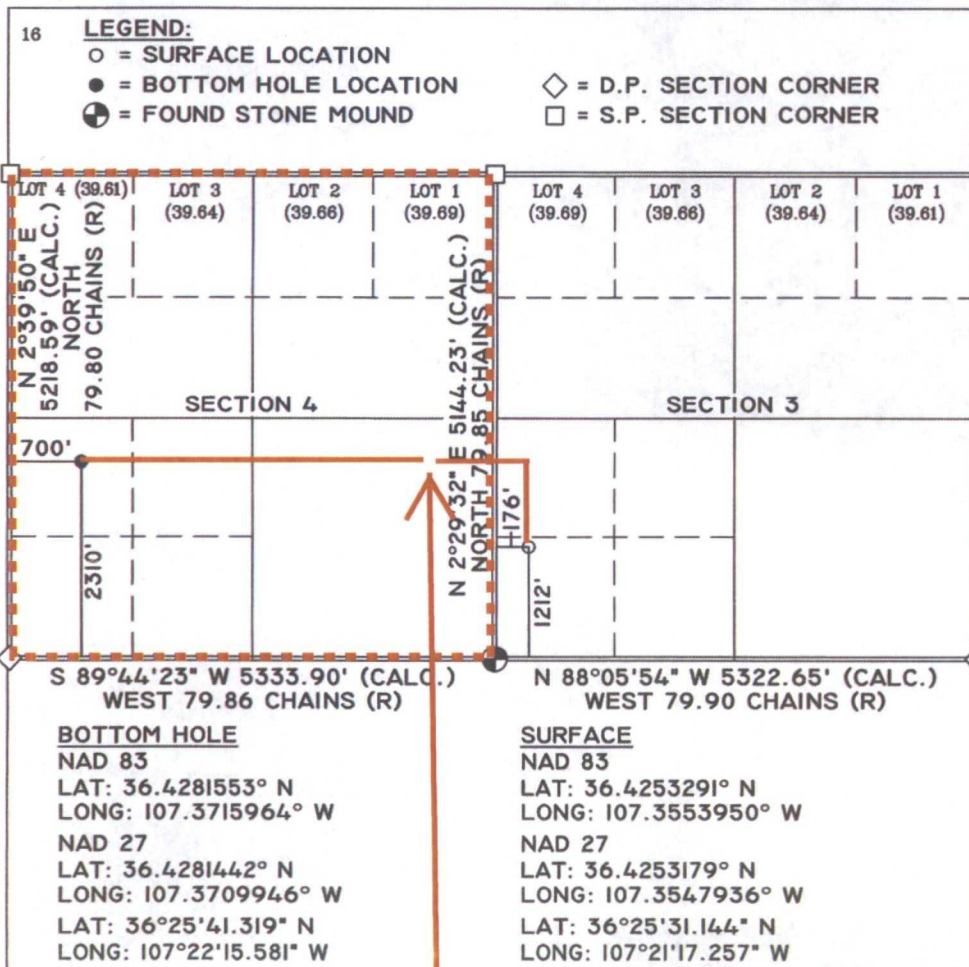 16
LEGEND:
○ = SURFACE LOCATION
● = BOTTOM HOLE LOCATION
= FOUND STONE MOUND
◇ = D.P. SECTION CORNER
□ = S.P. SECTION CORNER
LOT 4 (39.61)
LOT 3
(39.64)
LOT 2
(39.66)
LOT 1
(39.69)
LOT 4
(39.69)
LOT 3
(39.66)
LOT 2
(39.64)
LOT 1
(39.61)
N 2°39'50" E
5218.59' (CALC.)
NORTH
79.80 CHAINS (R)
N 2°29'32" E 5144.23' (CALC.)
NORTH 79.85 CHAINS (R)
SECTION 4
SECTION 3
700'
2310'
176'
1212'
S 89°44'23" W 5333.90' (CALC.)
WEST 79.86 CHAINS (R)
N 88°05'54" W 5322.65' (CALC.)
WEST 79.90 CHAINS (R)
BOTTOM HOLE
NAD 83
LAT: 36.4281553° N
LONG: 107.3715964° W
NAD 27
LAT: 36.4281442° N
LONG: 107.3709946° W
LAT: 36°25'41.319" N
LONG: 107°22'15.581" W
SURFACE
NAD 83
LAT: 36.4253291° N
LONG: 107.3553950° W
NAD 27
LAT: 36.4253179° N
LONG: 107.3547936° W
LAT: 36°25'31.144" N
LONG: 107°21'17.257" W